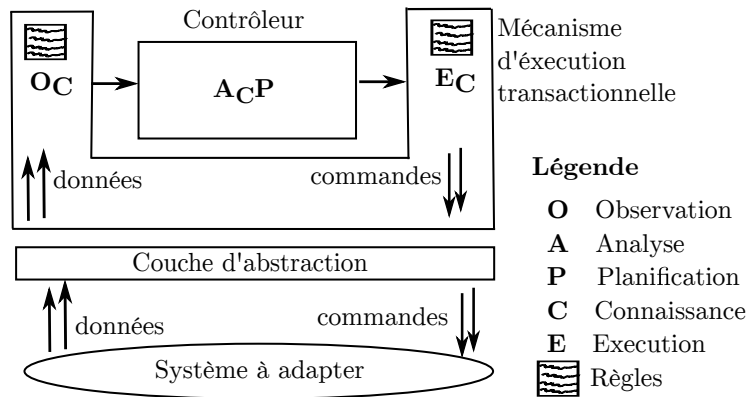 Contrôleur
Mécanisme
d'éxecution
transactionnelle
OC
ACP
EC
données
commandes
Couche d'abstraction
données
commandes
Système à adapter
Légende
O Observation
A Analyse
P Planification
C Connaissance
E Execution
Règles